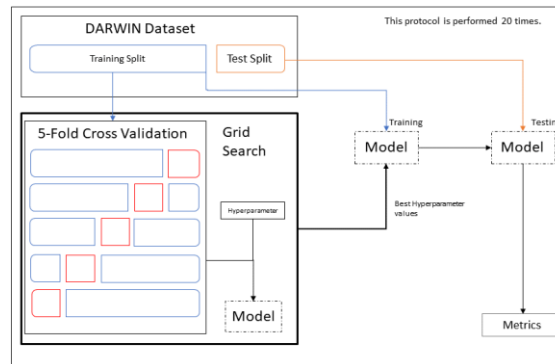 DARWIN Dataset
This protocol is performed 20 times.
Training Split
Test Split
5-Fold Cross Validation
Grid
Search
Training
Testin
Model
Model
Hyperparameter
Best Hyperparameter
values
Model
Metrics